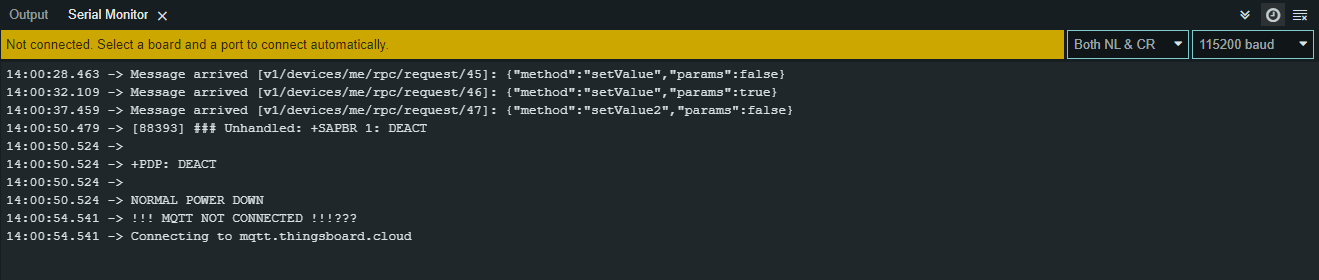 Output Serial Monitor
Not connected. Select a board and a port to connect automatically. Both NL & CR 115200 baud
14:00:28.463 -> Message arrived [v1/devices/me/rpc/request/45]: {"method":"setValue","params":false}
14:00:32.109 -> Message arrived [v1/devices/me/rpc/request/46]: {"method":"setValue","params":true}
14:00:37.459 -> Message arrived [v1/devices/me/rpc/request/47]: {"method":"setValue2","params":false}
14:00:50.479 -> [88393] ### Unhandled: +SAPBR 1: DEACT
14:00:50.524 ->
14:00:50.524 -> +PDP: DEACT
14:00:50.524 ->
14:00:50.524 -> NORMAL POWER DOWN
14:00:54.541 -> !!! MQTT NOT CONNECTED !!!???
14:00:54.541 -> Connecting to mqtt.thingsboard.cloud